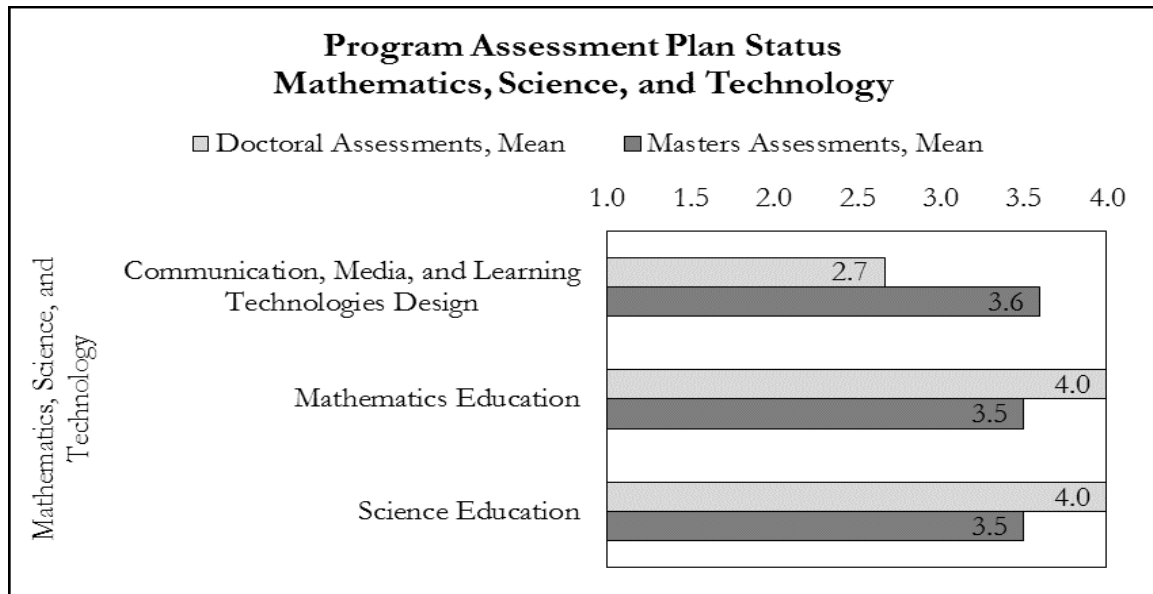 Program Assessment Plan Status
Mathematics, Science, and Technology
Doctoral Assessments, Mean
Masters Assessments, Mean
1.0 1.5 2.0 2.5 3.0 3.5 4.0
Mathematics, Science, and
Technology
Communication, Media, and Learning
Technologies Design
2.7
3.6
Mathematics Education
4.0
3.5
Science Education
4.0
3.5